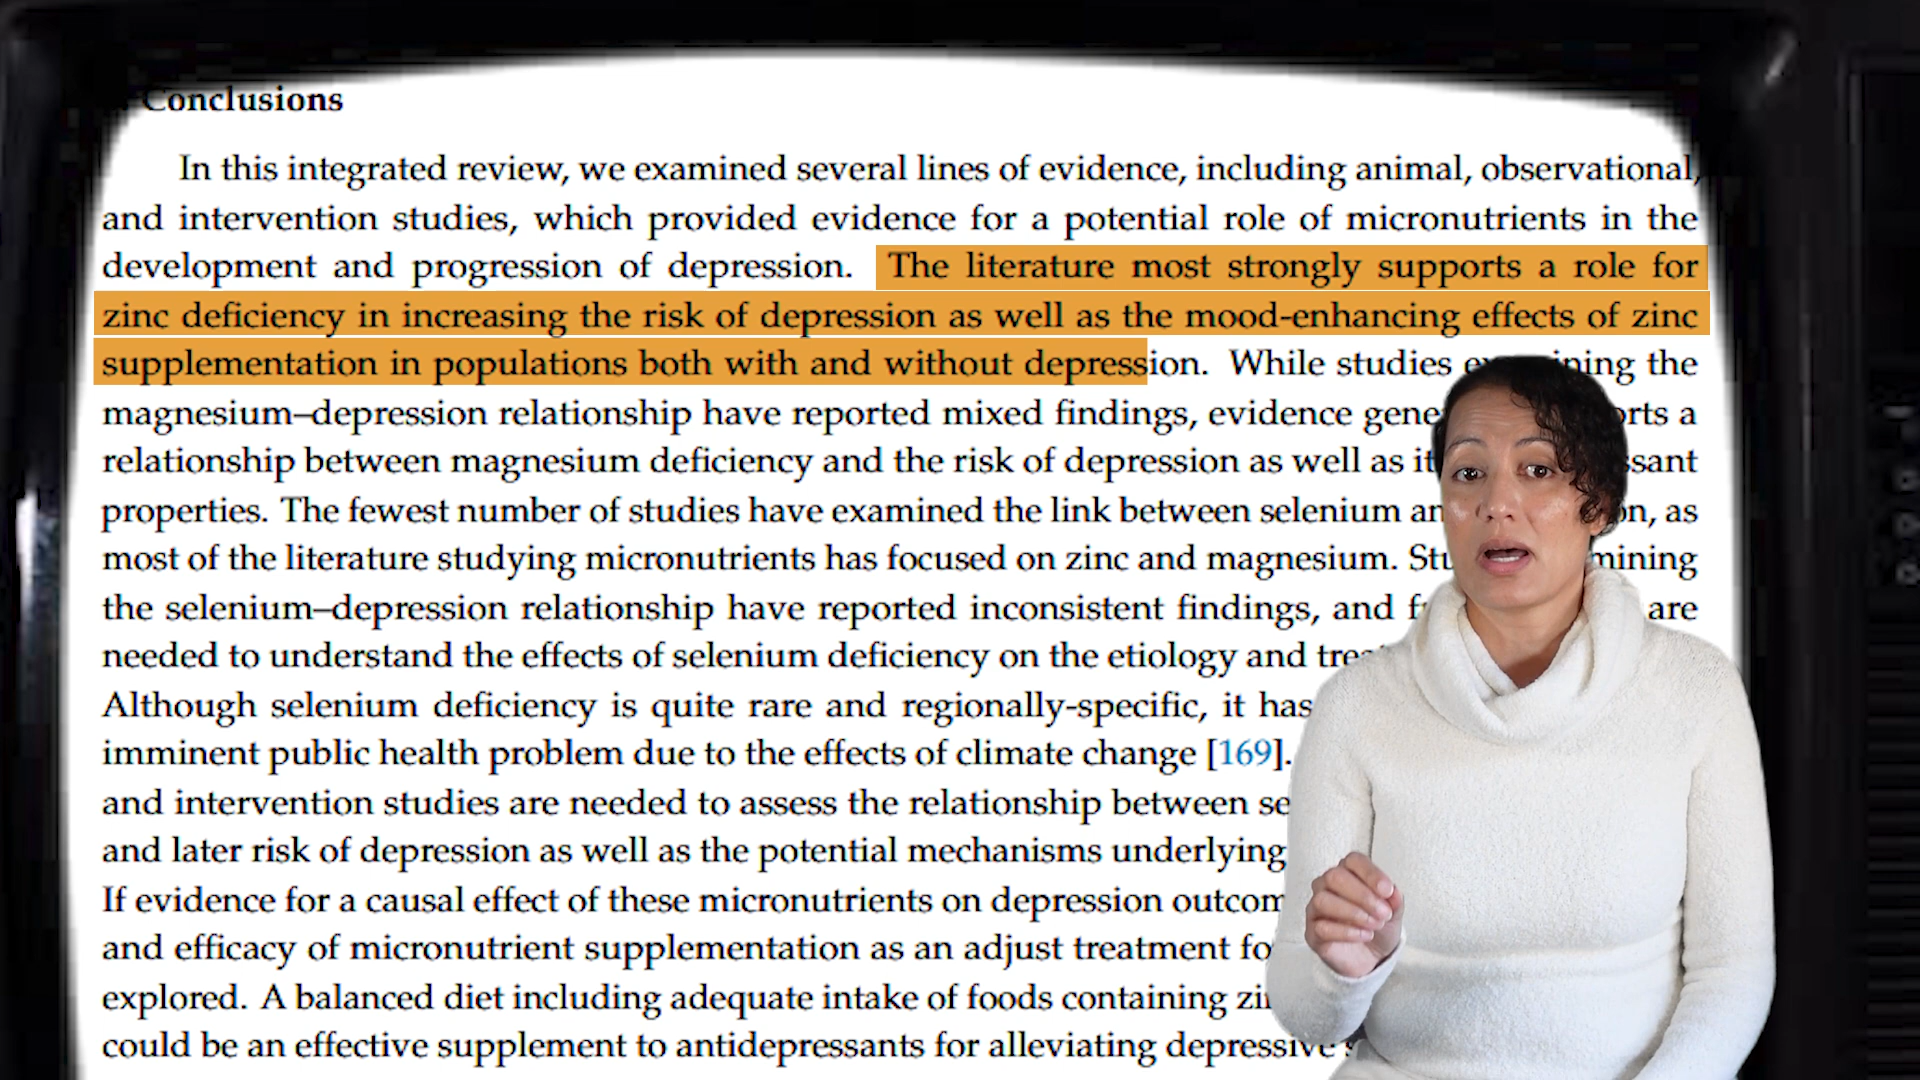 Conclusions
In this integrated review, we examined several lines of evidence, including animal, observational,
and intervention studies, which provided evidence for a potential role of micronutrients in the
development and progression of depression. The literature most strongly supports a role for
zinc deficiency in increasing the risk of depression as well as the mood-enhancing effects of zinc
supplementation in populations both with and without depression. While studies the
magnesium–depression relationship have reported mixed findings, evidence a
relationship between magnesium deficiency and the risk of depression as well as
properties. The fewest number of studies have examined the link between selenium as
most of the literature studying micronutrients has focused on zinc and magnesium.
the selenium–depression relationship have reported inconsistent findings, and are
needed to understand the effects of selenium deficiency on the etiology and
Although selenium deficiency is quite rare and regionally-specific, it has
imminent public health problem due to the effects of climate change [169].
and intervention studies are needed to assess the relationship between
and later risk of depression as well as the potential mechanisms underlying
If evidence for a causal effect of these micronutrients on depression
and efficacy of micronutrient supplementation as an adjust treatment
explored. A balanced diet including adequate intake of foods containing
could be an effective supplement to antidepressants for alleviating depressive